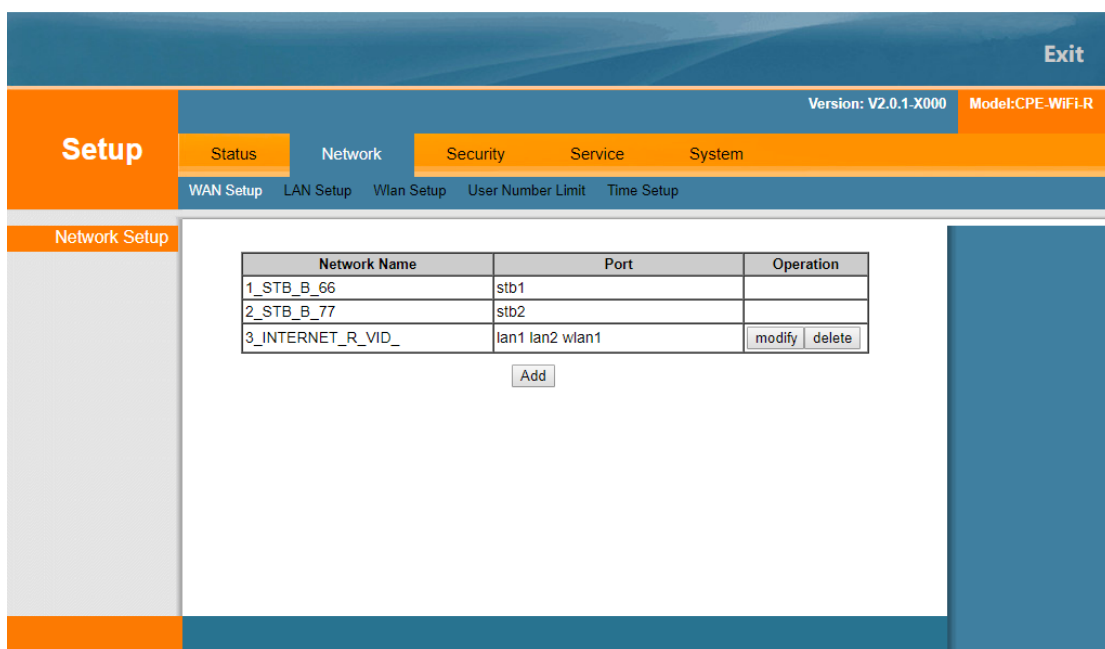 Exit
Version: V2.0.1-X000 Model:CPE-WiFi-R
Setup
Status Network Security Service System
WAN Setup LAN Setup Wlan Setup User Number Limit Time Setup
Network Setup
Network Name Port Operation
1_STB_B_66 stb1
2_STB_B_77 stb2
3_INTERNET_R_VID_ lan1 lan2 wlan1 modify delete
Add